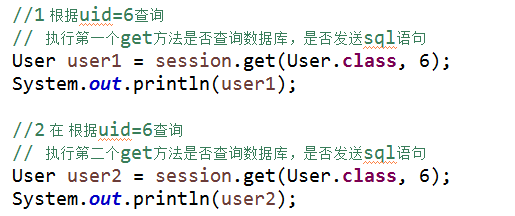 //1 根据uid=6查询
// 执行第一个get方法是否查询数据库，是否发送sql语句
User user1 = session.get(User.class, 6);
System.out.println(user1);
//2 在 根据uid=6查询
// 执行第二个get方法是否查询数据库，是否发送sql语句
User user2 = session.get(User.class, 6);
System.out.println(user2);